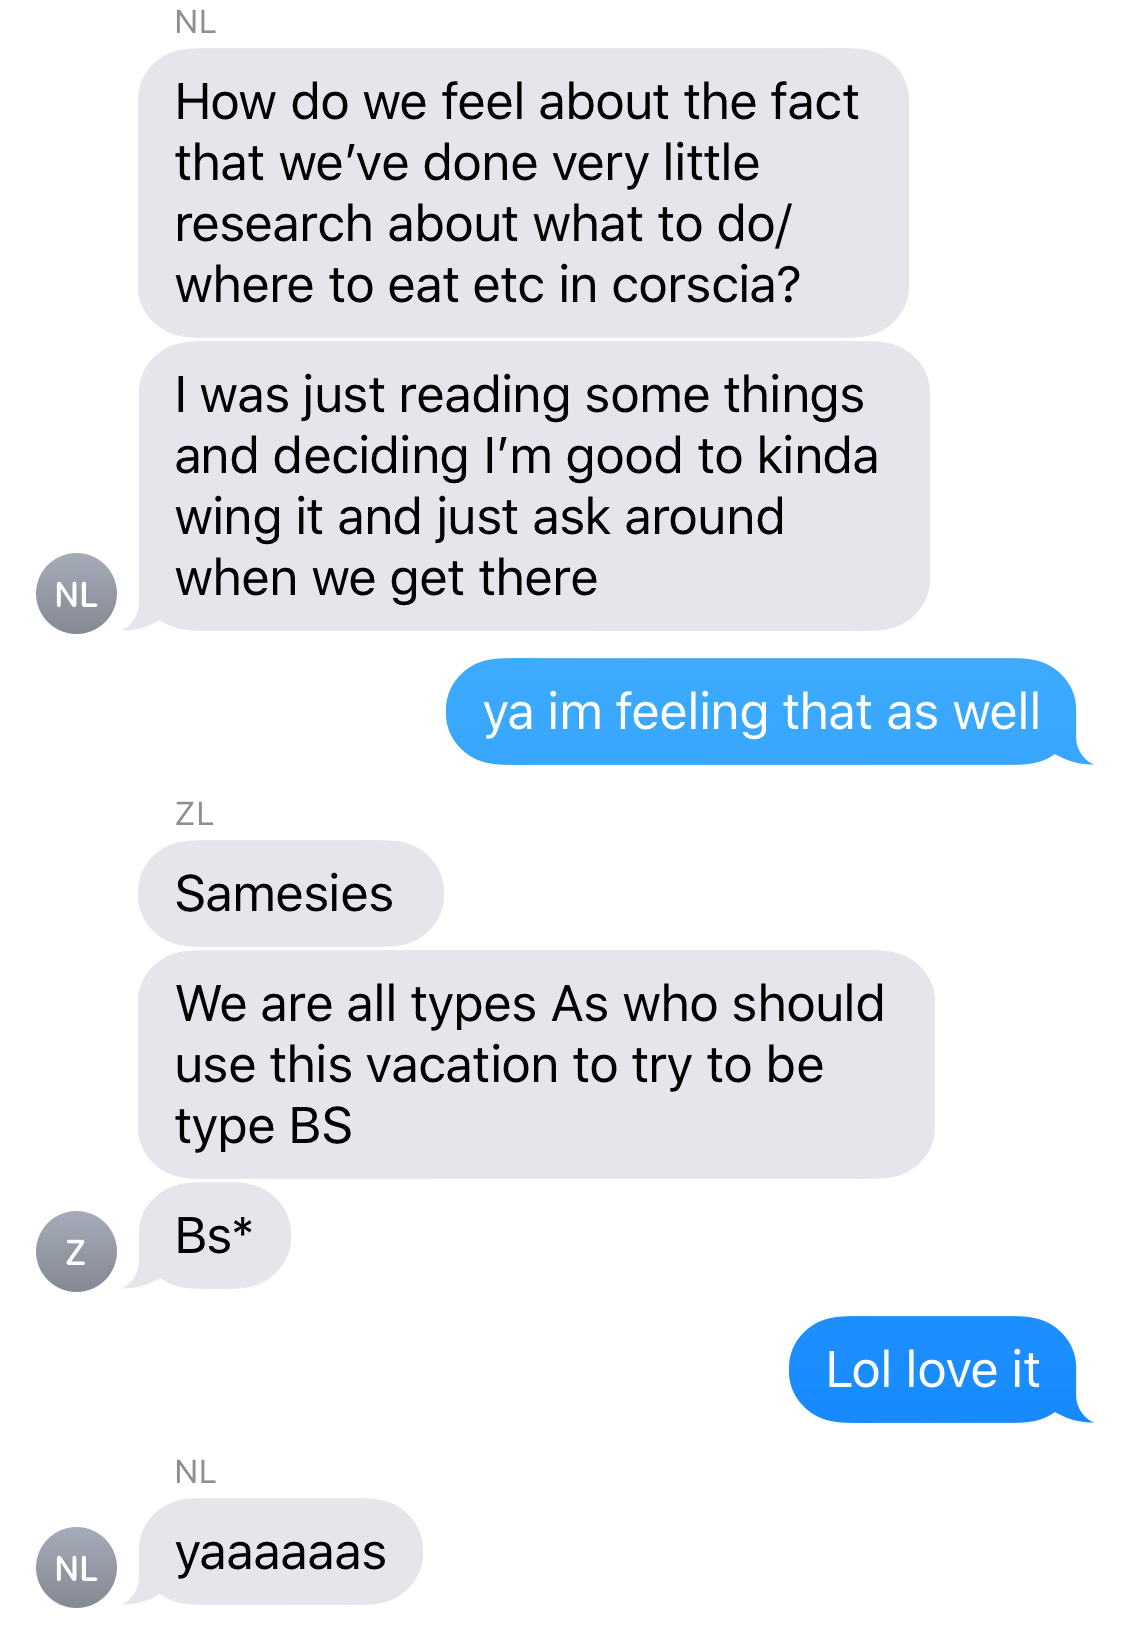 NL
How do we feel about the fact
that we’ve done very little
research about what to do/
where to eat etc in corscia?
I was just reading some things
and deciding I’m good to kinda
wing it and just ask around
when we get there
NL
ya im feeling that as well
ZL
Samesies
We are all types As who should
use this vacation to try to be
type BS
Bs*
Z
Lol love it
NL
yaaaaaas
NL